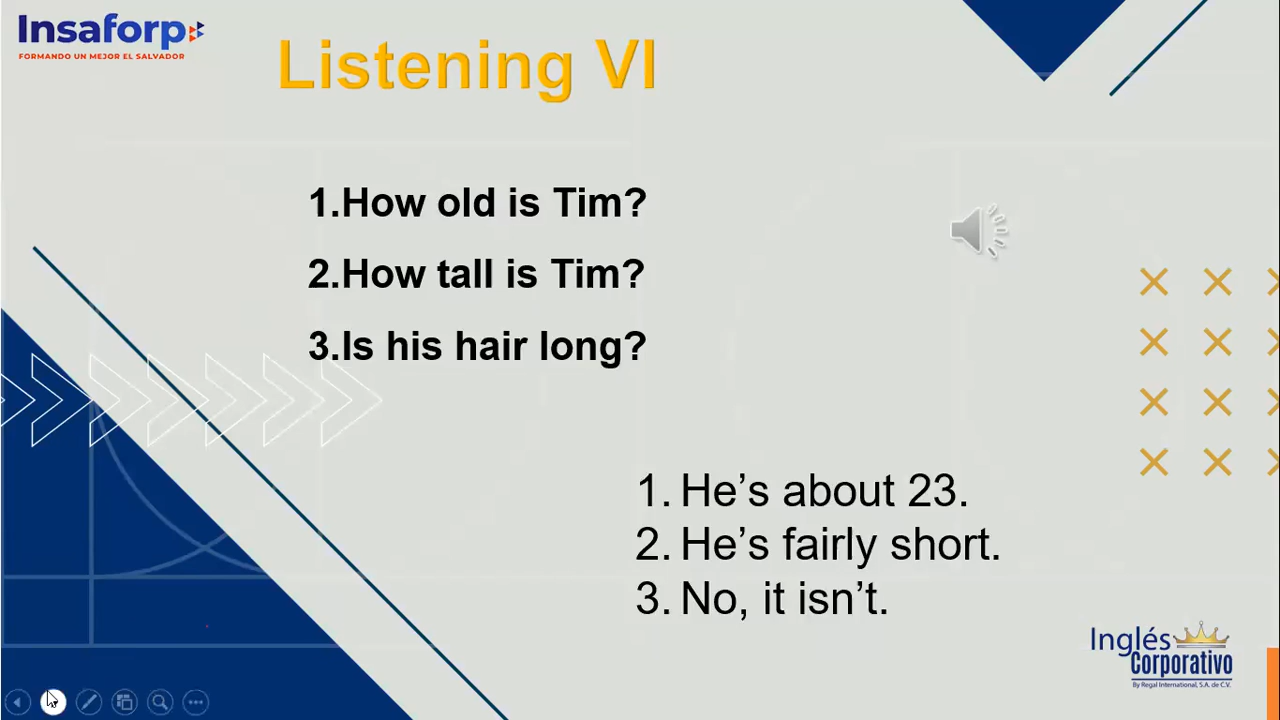 Insaforp
FORMANDO UN MEJOR EL SALVADOR
Listening VI
1.How old is Tim?
2.How tall is Tim?
3.Is his hair long?
1. He’s about 23.
2. He’s fairly short.
3. No, it isn’t.
Inglés
Corporativo
By Regal International, S.A. de C.V.